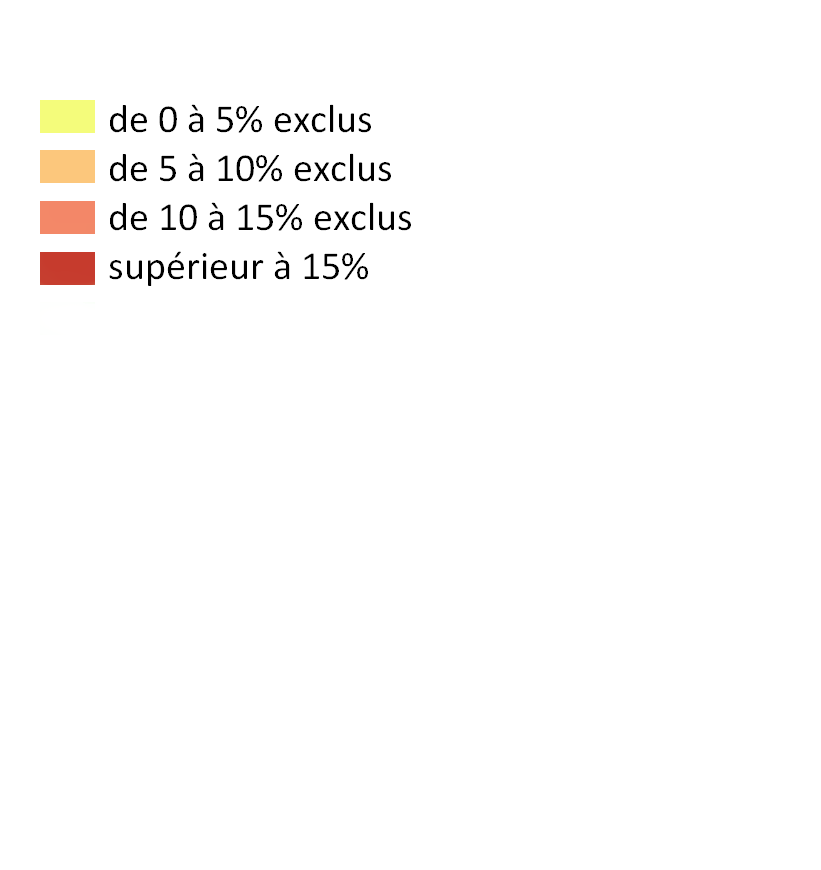 de 0 à 5% exclus
de 5 à 10% exclus
de 10 à 15% exclus
supérieur à 15%